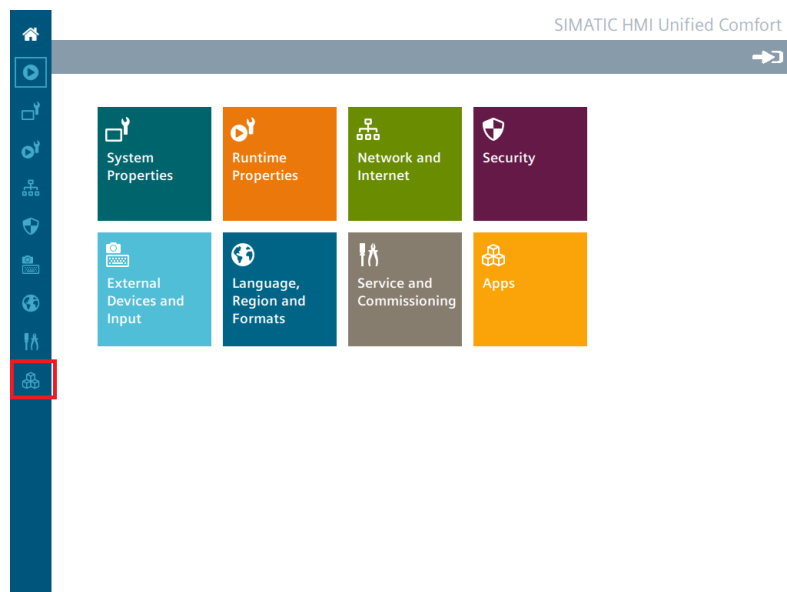 SIMATIC HMI Unified Comfort
System
Properties
Runtime
Properties
Network and
Internet
Security
External
Devices and
Input
Language,
Region and
Formats
Service and
Commissioning
Apps